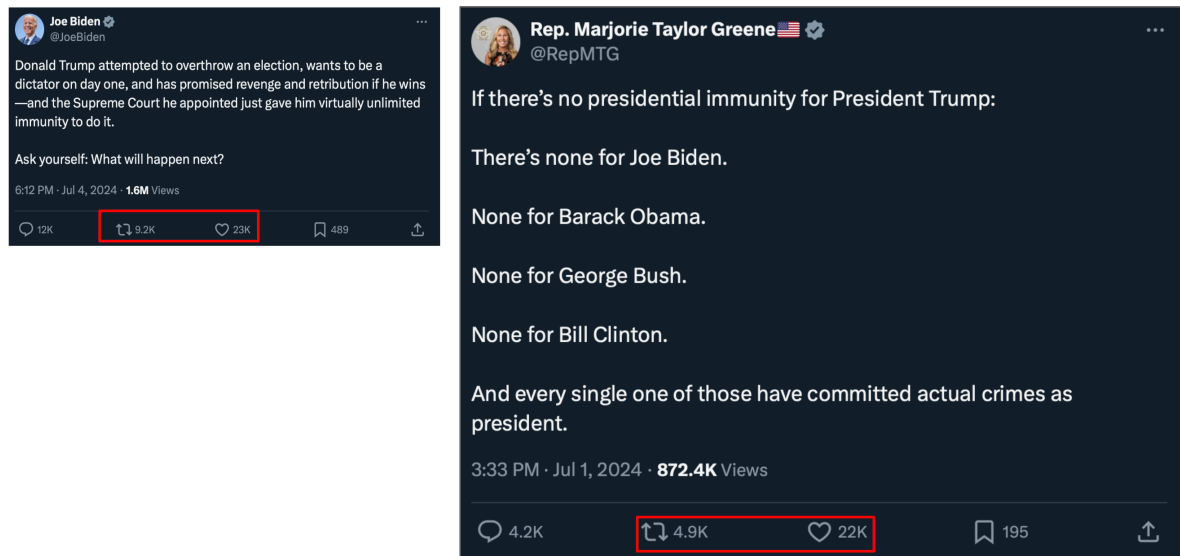 Joe Biden
@JoeBiden
Donald Trump attempted to overthrow an election, wants to be a
dictator on day one, and has promised revenge and retribution if he wins
—and the Supreme Court he appointed just gave him virtually unlimited
immunity to do it.
Ask yourself: What will happen next?
6:12 PM · Jul 4, 2024 · 1.6M Views
12K 9.2K 23K 489
Rep. Marjorie Taylor Greene🇺🇸
@RepMTG
If there’s no presidential immunity for President Trump:
There’s none for Joe Biden.
None for Barack Obama.
None for George Bush.
None for Bill Clinton.
And every single one of those have committed actual crimes as
president.
3:33 PM · Jul 1, 2024 · 872.4K Views
4.2K 4.9K 22K 195